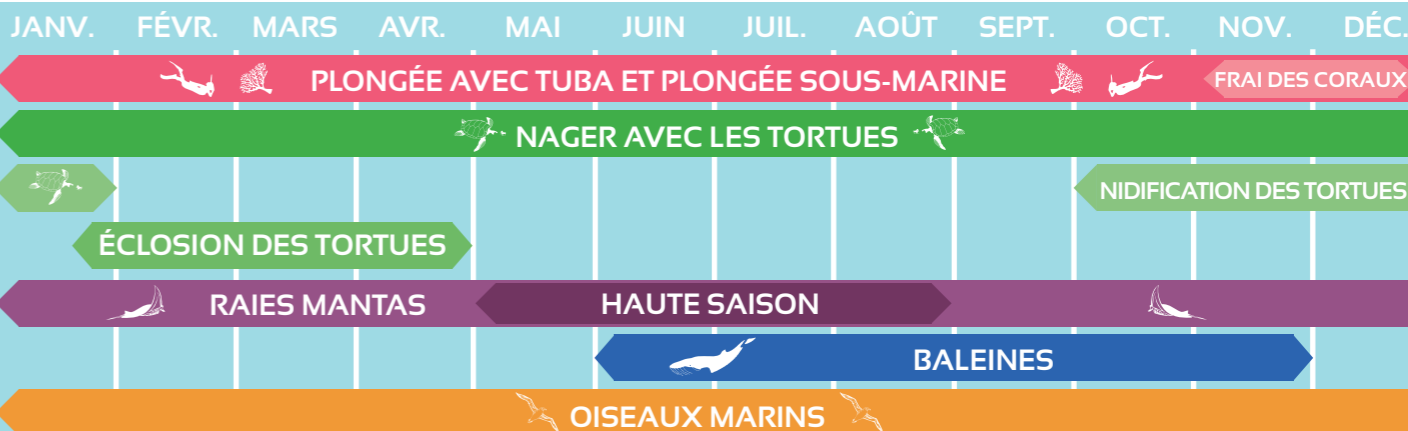 JANV. FÉVR. MARS AVR. MAI JUIN JUIL. AOÛT SEPT. OCT. NOV. DÉC.
PLONGÉE AVEC TUBA ET PLONGÉE SOUS-MARINE FRAI DES CORAUX
NAGER AVEC LES TORTUES
NIDIFICATION DES TORTUES
ÉCLOSION DES TORTUES
RAIES MANTAS HAUTE SAISON
BALEINES
OISEAUX MARINS